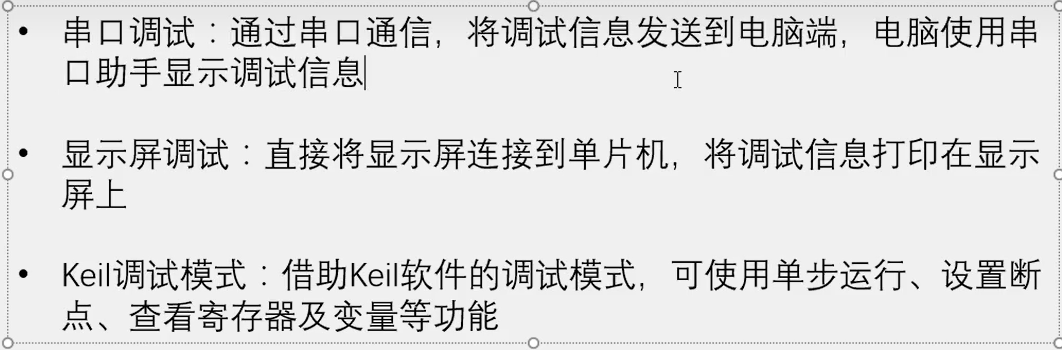 • 串口调试：通过串口通信，将调试信息发送到电脑端，电脑使用串
口助手显示调试信息
• 显示屏调试：直接将显示屏连接到单片机，将调试信息打印在显示
屏上
• Keil调试模式：借助Keil软件的调试模式，可使用单步运行、设置断
点、查看寄存器及变量等功能